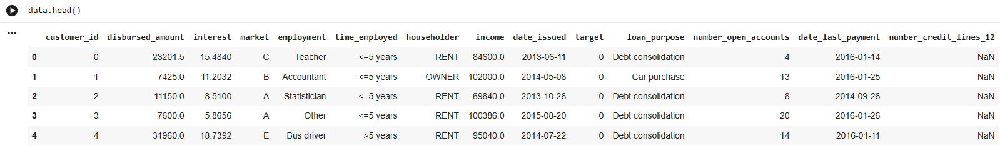 data.head()
...
customer_id disbursed_amount interest market employment time_employed householder income date_issued target loan_purpose number_open_accounts date_last_payment number_credit_lines_12
0 0 23201.5 15.4840 C Teacher <=5 years RENT 84600.0 2013-06-11 0 Debt consolidation 4 2016-01-14 NaN
1 1 7425.0 11.2032 B Accountant <=5 years OWNER 102000.0 2014-05-08 0 Car purchase 13 2016-01-25 NaN
2 2 11150.0 8.5100 A Statistician <=5 years RENT 69840.0 2013-10-26 0 Debt consolidation 8 2014-09-26 NaN
3 3 7600.0 5.8656 A Other <=5 years RENT 100386.0 2015-08-20 0 Debt consolidation 20 2016-01-26 NaN
4 4 31960.0 18.7392 E Bus driver >5 years RENT 95040.0 2014-07-22 0 Debt consolidation 14 2016-01-11 NaN